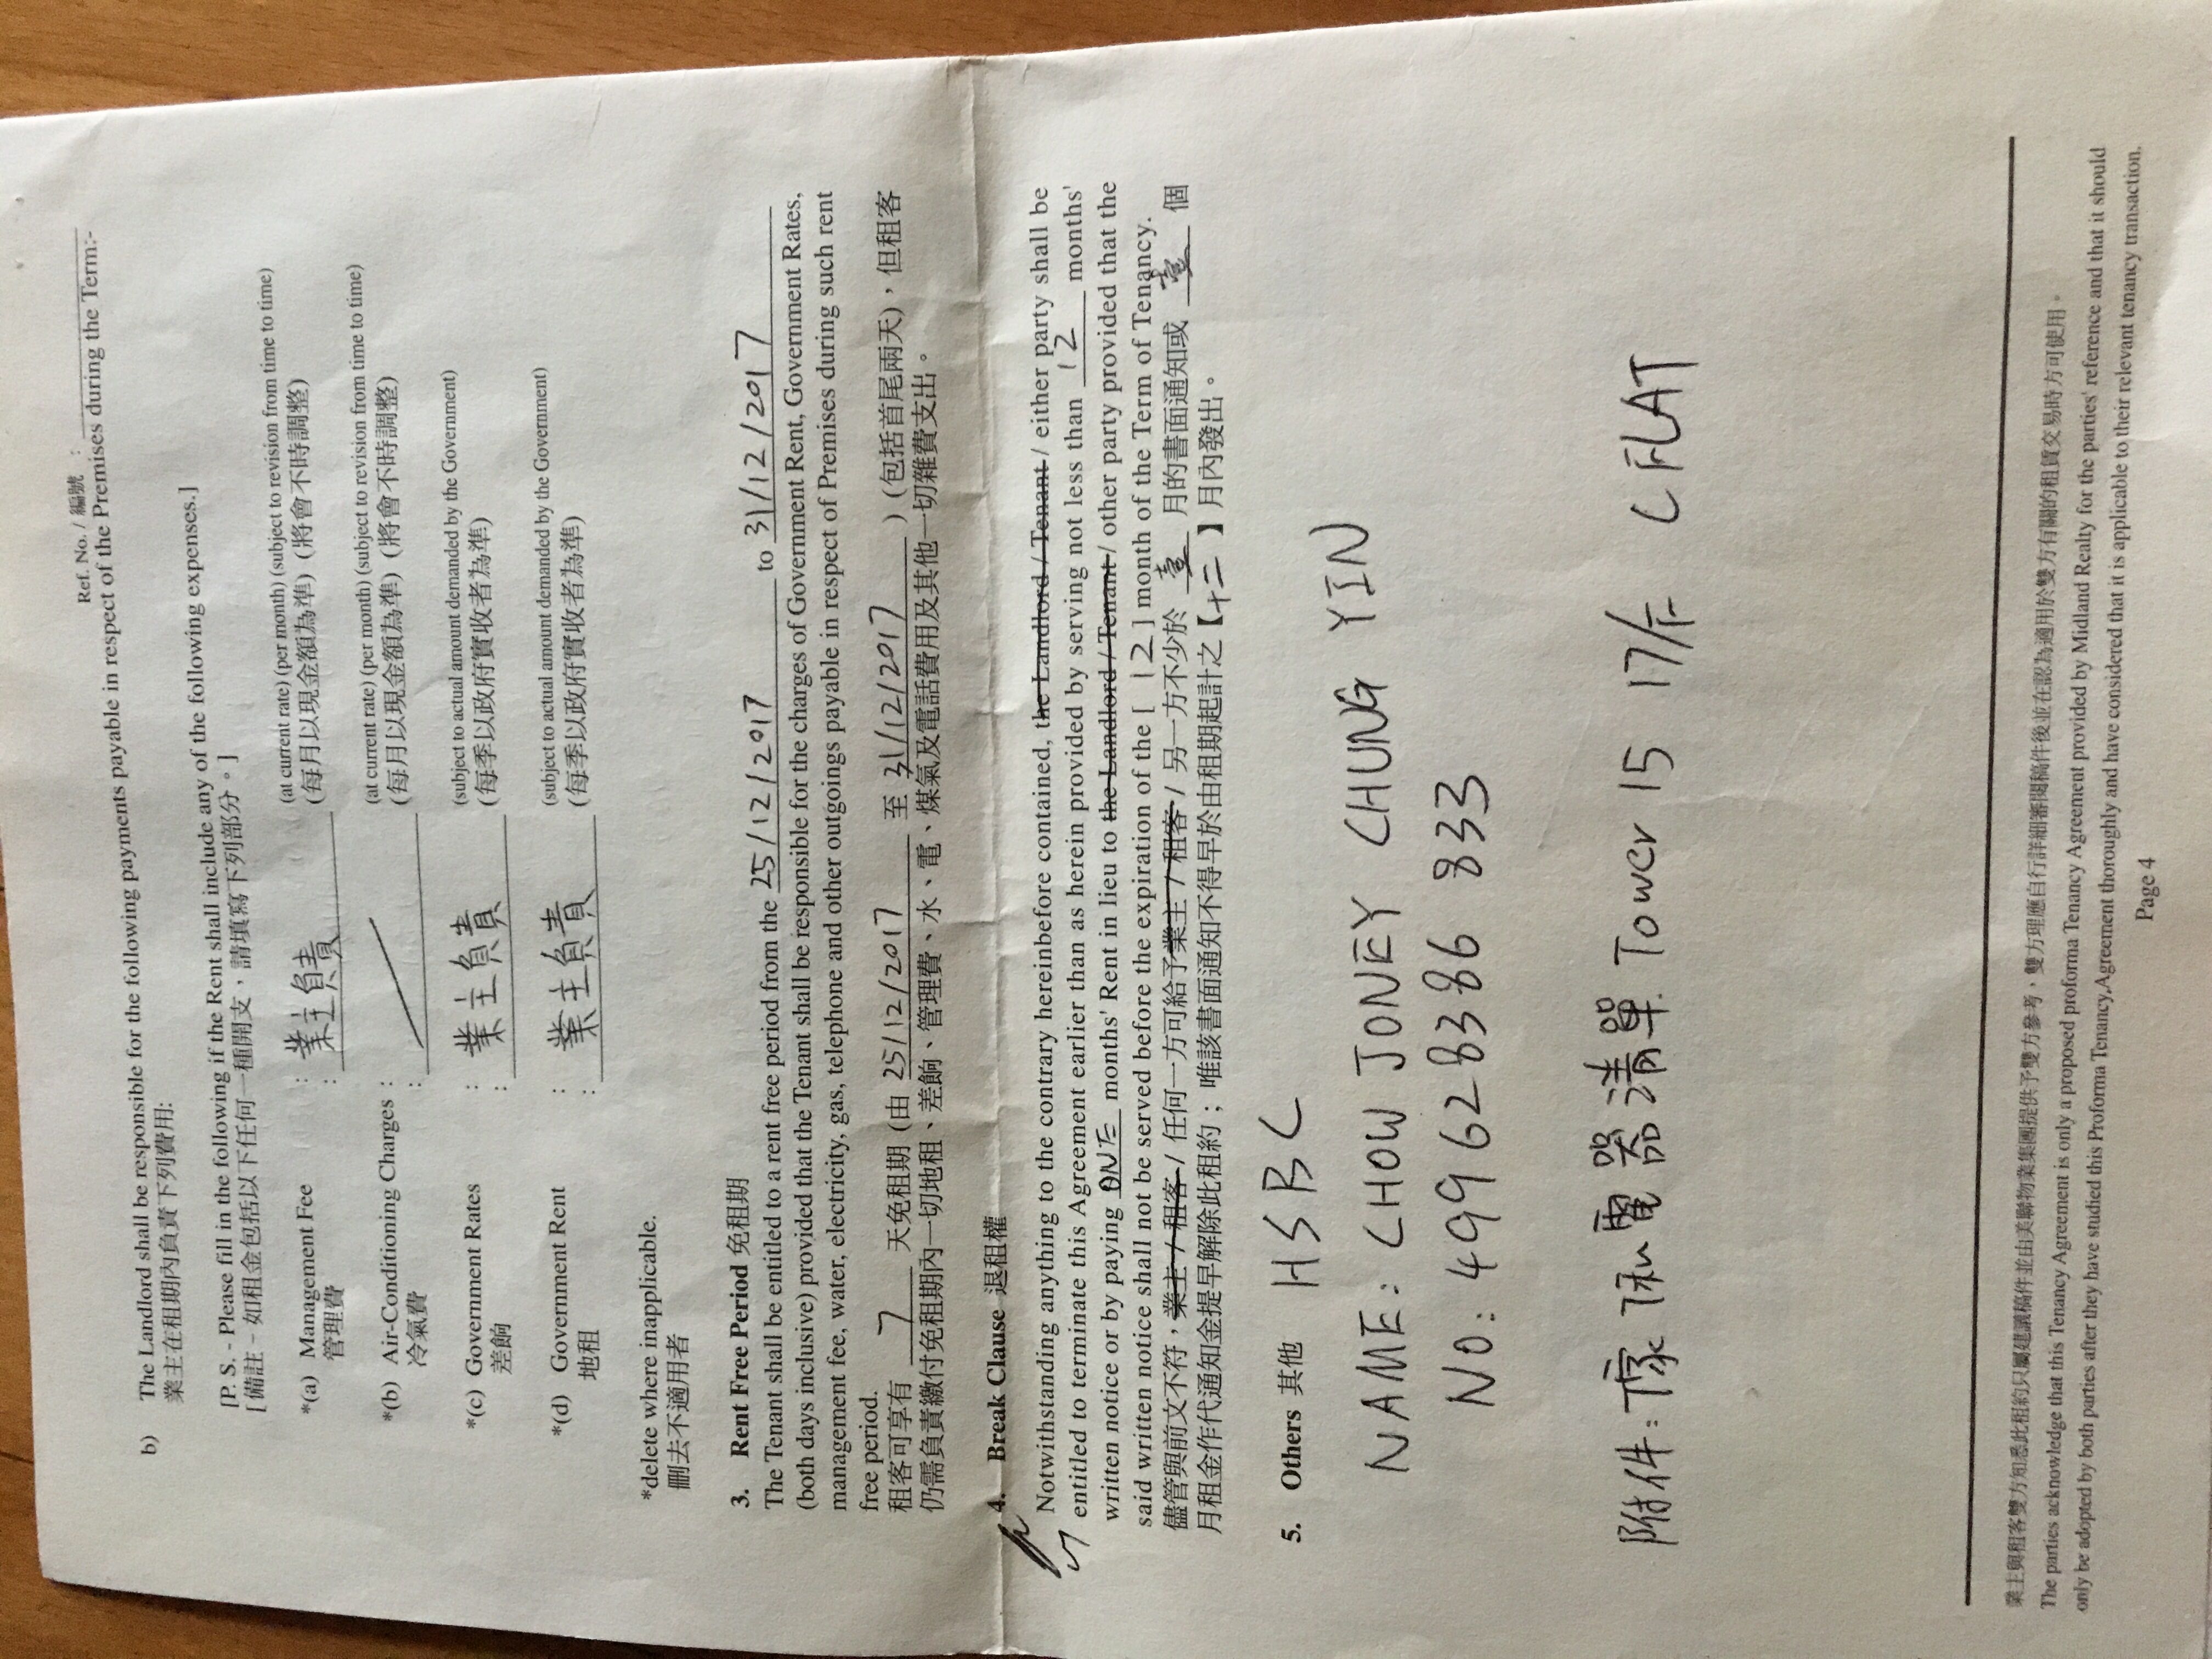 Ref. No. / 編號 :
b) The Landlord shall be responsible for the following payments payable in respect of the Premises during the Term:-
業主在租期內負責下列費用:
[P. S. - Please fill in the following if the Rent shall include any of the following expenses.]
[備註 - 如租金包括以下任何一種開支，請填寫下列部分。]
*(a) Management Fee : 業主負責 (at current rate) (per month) (subject to revision from time to time)
管理費 : (每月以現金額為準) (將會不時調整)
*(b) Air-Conditioning Charges : (at current rate) (per month) (subject to revision from time to time)
冷氣費 : (每月以現金額為準) (將會不時調整)
*(c) Government Rates : 業主負責 (subject to actual amount demanded by the Government)
差餉 : (每季以政府實收者為準)
*(d) Government Rent : 業主負責 (subject to actual amount demanded by the Government)
地租 : (每季以政府實收者為準)
*delete where inapplicable.
刪去不適用者
3. Rent Free Period 免租期
The Tenant shall be entitled to a rent free period from the 25/12/2017 to 31/12/2017
(both days inclusive) provided that the Tenant shall be responsible for the charges of Government Rent, Government Rates,
management fee, water, electricity, gas, telephone and other outgoings payable in respect of Premises during such rent
free period.
租客可享有 7 天免租期 (由 25/12/2017 至 31/12/2017 ) (包括首尾兩天)，但租客
仍需負責繳付免租期內一切地租、差餉、管理費、水、電、煤氣及電話費用及其他一切雜費支出。
4. Break Clause 退租權
Notwithstanding anything to the contrary hereinbefore contained, the Landlord / Tenant / either party shall be
entitled to terminate this Agreement earlier than as herein provided by serving not less than 12 months'
written notice or by paying ONE months' Rent in lieu to the Landlord / Tenant / other party provided that the
said written notice shall not be served before the expiration of the [ 12 ] month of the Term of Tenancy.
儘管與前文不符，業主 / 租客 / 任何一方可給予業主 / 租客 / 另一方不少於 壹 月的書面通知或 壹 個
月租金作代通知金提早解除此租約；唯該書面通知不得早於由租期起計之【十二】月內發出。
5. Others 其他 HSBC
NAME: CHOW JONEY CHUNG YIN
NO: 499 628386 833
附件: 傢俬電器清單 Tower 15 17/F C FLAT
業主與租客雙方知悉此租約只屬建議稿件並由美聯物業集團提供予雙方參考，雙方理應自行詳細審閱稿件後並在認為適用於雙方有關的租賃交易時方可使用。
The parties acknowledge that this Tenancy Agreement is only a proposed proforma Tenancy Agreement provided by Midland Realty for the parties' reference and that it should
only be adopted by both parties after they have studied this Proforma Tenancy Agreement thoroughly and have considered that it is applicable to their relevant tenancy transaction.
Page 4